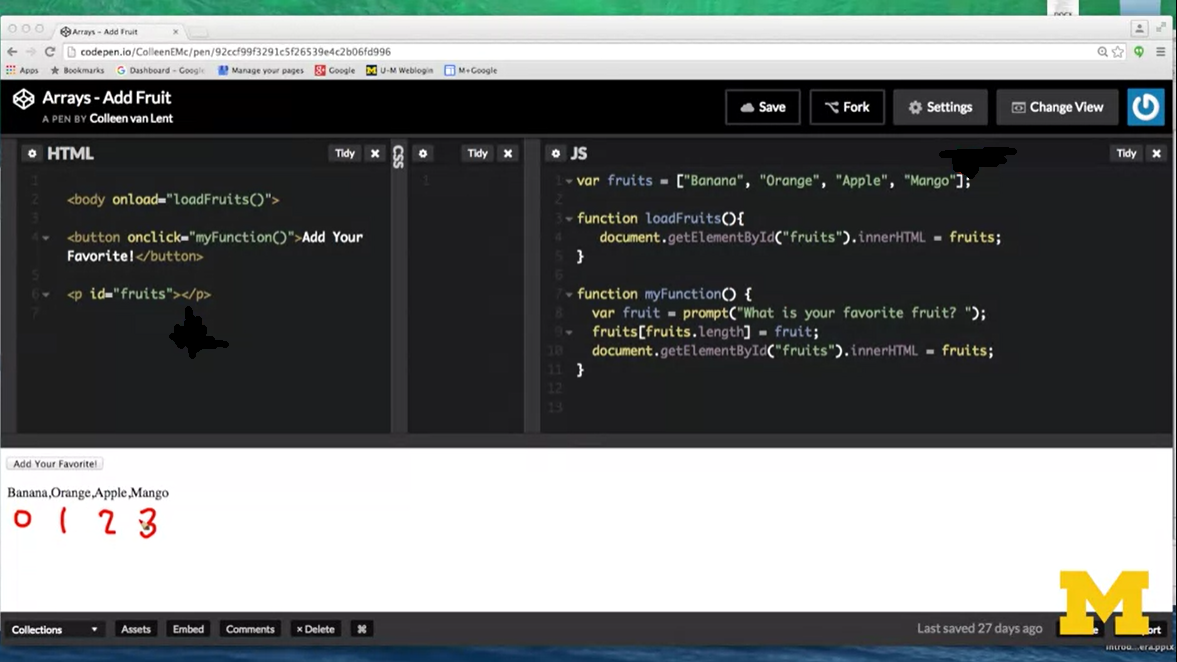 DOCX
Arrays - Add Fruit
codepen.io/ColleenEMc/pen/92ccf99f3291c5f26539e4c2b06fd996
Apps Bookmarks Dashboard - Google Manage your pages Google U-M Weblogin M+Google
Arrays - Add Fruit
A PEN BY Colleen van Lent
Save Fork Settings Change View
HTML Tidy
CSS Tidy
JS Tidy
1
2 <body onload="loadFruits()">
3
4 <button onclick="myFunction()">Add Your
Favorite!</button>
5
6 <p id="fruits"></p>
7
1
1 var fruits = ["Banana", "Orange", "Apple", "Mango"];
2
3 function loadFruits(){
4 document.getElementById("fruits").innerHTML = fruits;
5 }
6
7 function myFunction() {
8 var fruit = prompt("What is your favorite fruit? ");
9 fruits[fruits.length] = fruit;
10 document.getElementById("fruits").innerHTML = fruits;
11 }
12
13
Add Your Favorite!
Banana,Orange,Apple,Mango
0 1 2 3
M
Collections Assets Embed Comments × Delete ⌘ Last saved 27 days ago